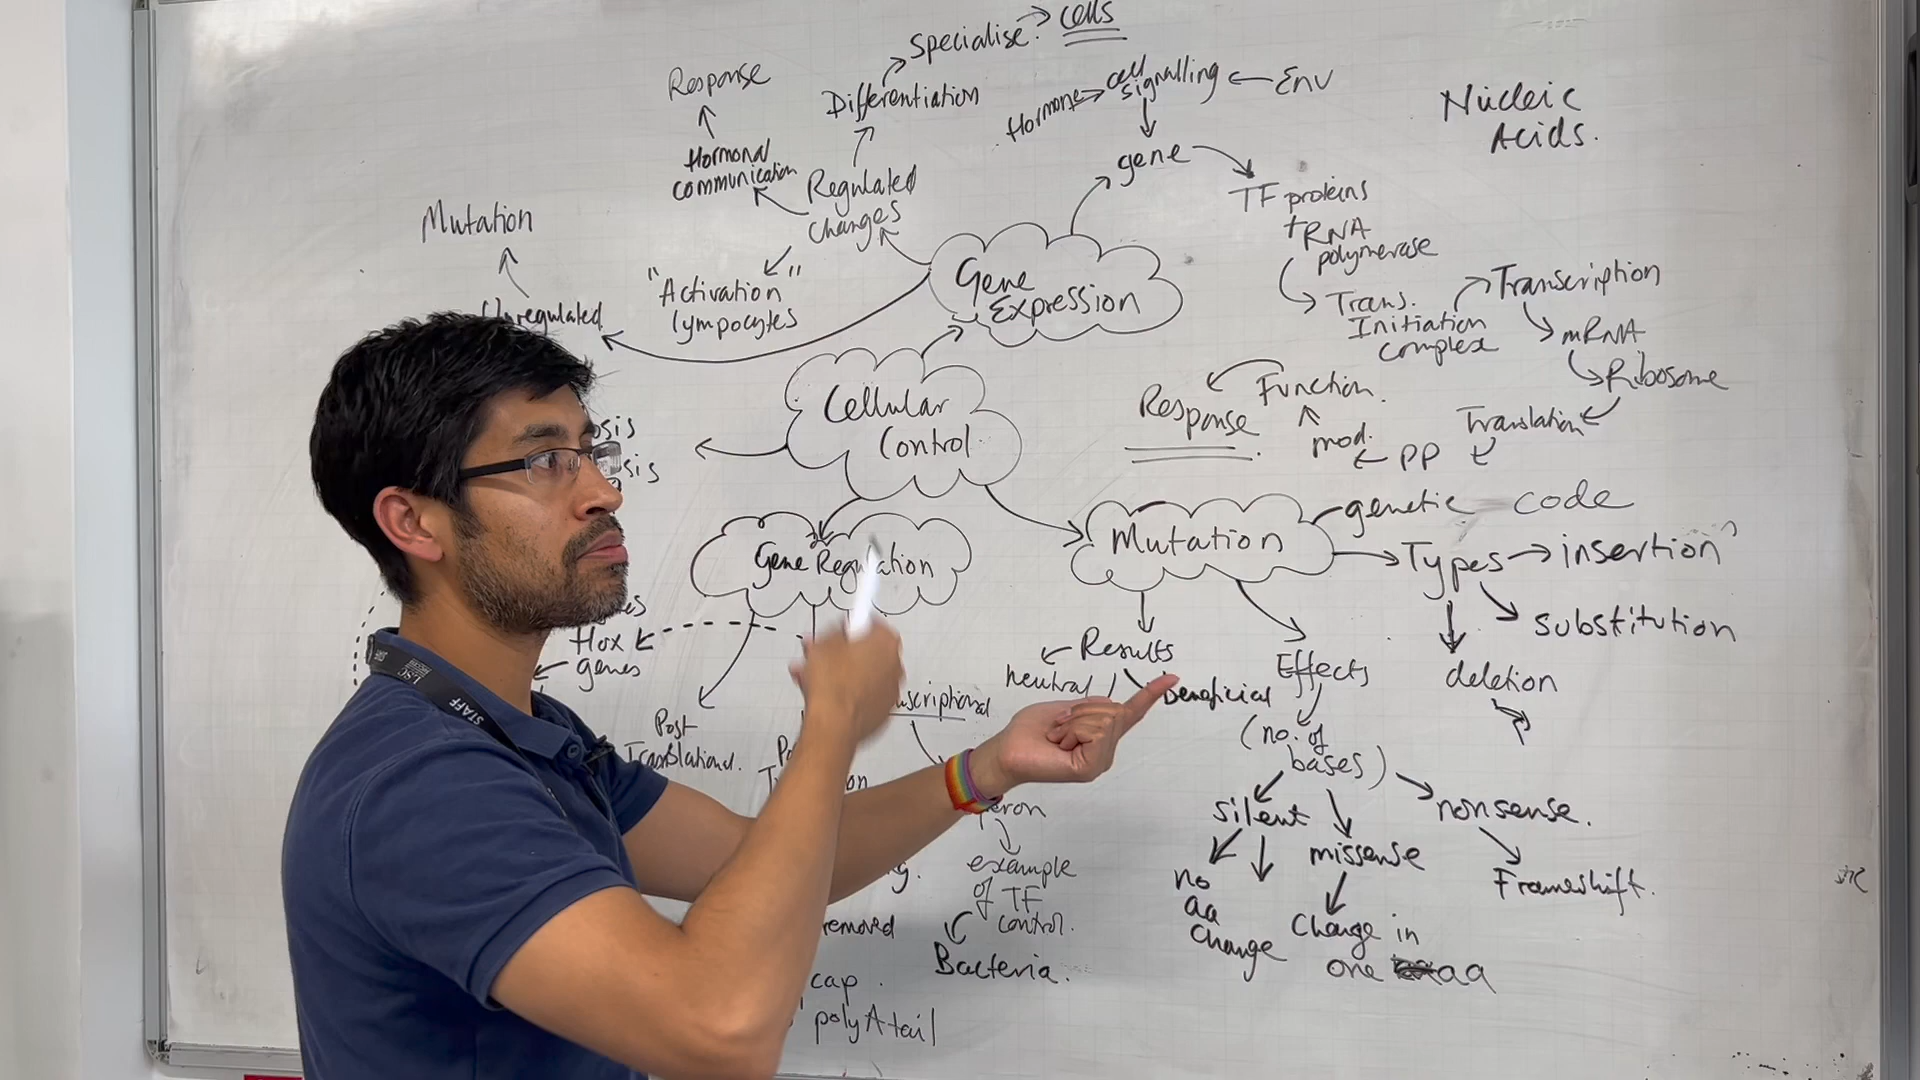 cells
specialise.
Response
Differentiation
Hormone
cell
signalling
Env
Nucleic
Acids.
Hormonal
communication
Regulated
changes
gene
TF proteins
+RNA
polymerase
Mutation
"Activation"
lymphocytes
Unregulated
Gene
Expression
Trans.
Initiation
complex
Transcription
mRNA
Ribosome
Translation
PP
mod.
Function.
Response
Cellular
Control
Gene Regulation
Mutation
genetic code
Types
insertion
substitution
deletion
Hox
genes
Results
neutral
Beneficial
Effects
(no. of
bases)
Post
Translational.
silent
missense
nonsense.
Frameshift.
no
aa
change
Change in
one aa
example
of TF
control.
Bacteria.
removed
cap.
polyAtail
STAFF